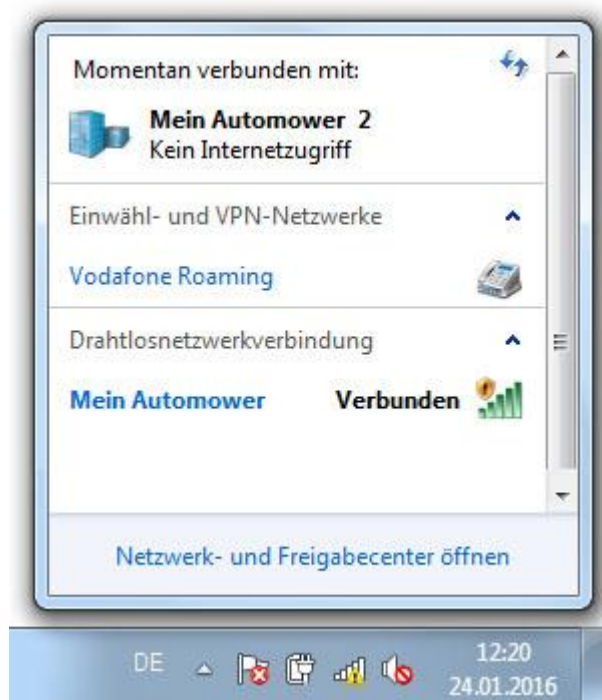 Momentan verbunden mit:
Mein Automower 2
Kein Internetzugriff
Einwähl- und VPN-Netzwerke
Vodafone Roaming
Drahtlosnetzwerkverbindung
Mein Automower Verbunden
Netzwerk- und Freigabecenter öffnen
DE 12:20
24.01.2016